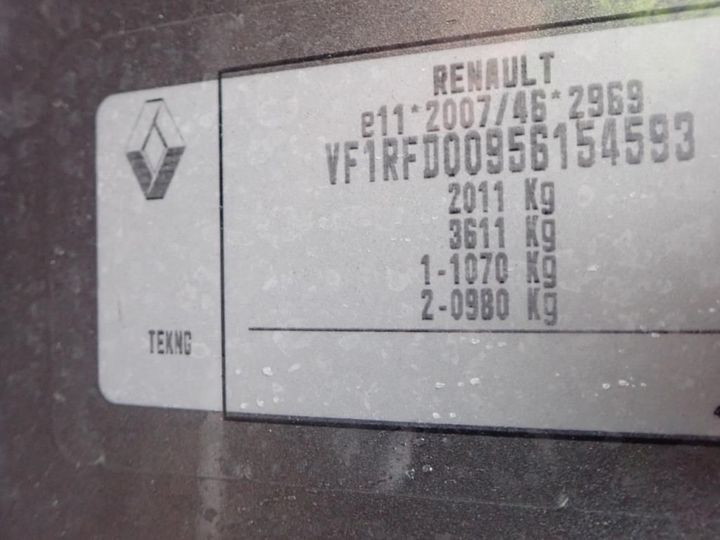 RENAULT
e11*2007/46*2969
VF1RFD00956154593
2011 Kg
3611 Kg
1-1070 Kg
2-0980 Kg
TEKNG